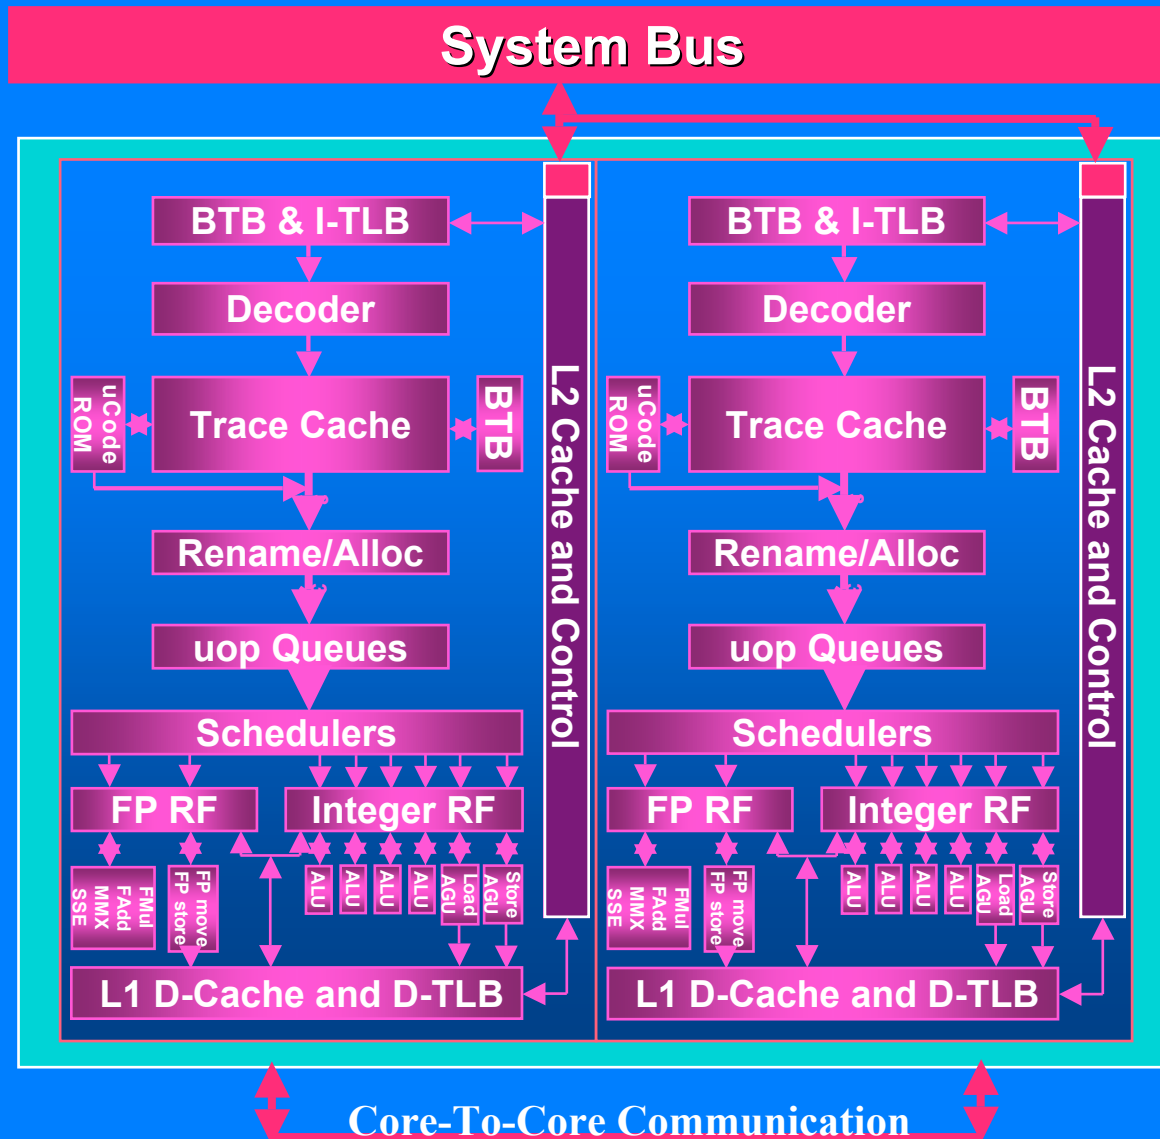 System Bus
BTB & I-TLB
Decoder
uCode
ROM
Trace Cache
BTB
Rename/Alloc
uop Queues
Schedulers
FP RF
Integer RF
FMul
FAdd
MMX
SSE
FP move
FP store
ALU
ALU
ALU
ALU
Load
AGU
Store
AGU
L1 D-Cache and D-TLB
L2 Cache and Control
BTB & I-TLB
Decoder
uCode
ROM
Trace Cache
BTB
Rename/Alloc
uop Queues
Schedulers
FP RF
Integer RF
FMul
FAdd
MMX
SSE
FP move
FP store
ALU
ALU
ALU
ALU
Load
AGU
Store
AGU
L1 D-Cache and D-TLB
L2 Cache and Control
Core-To-Core Communication